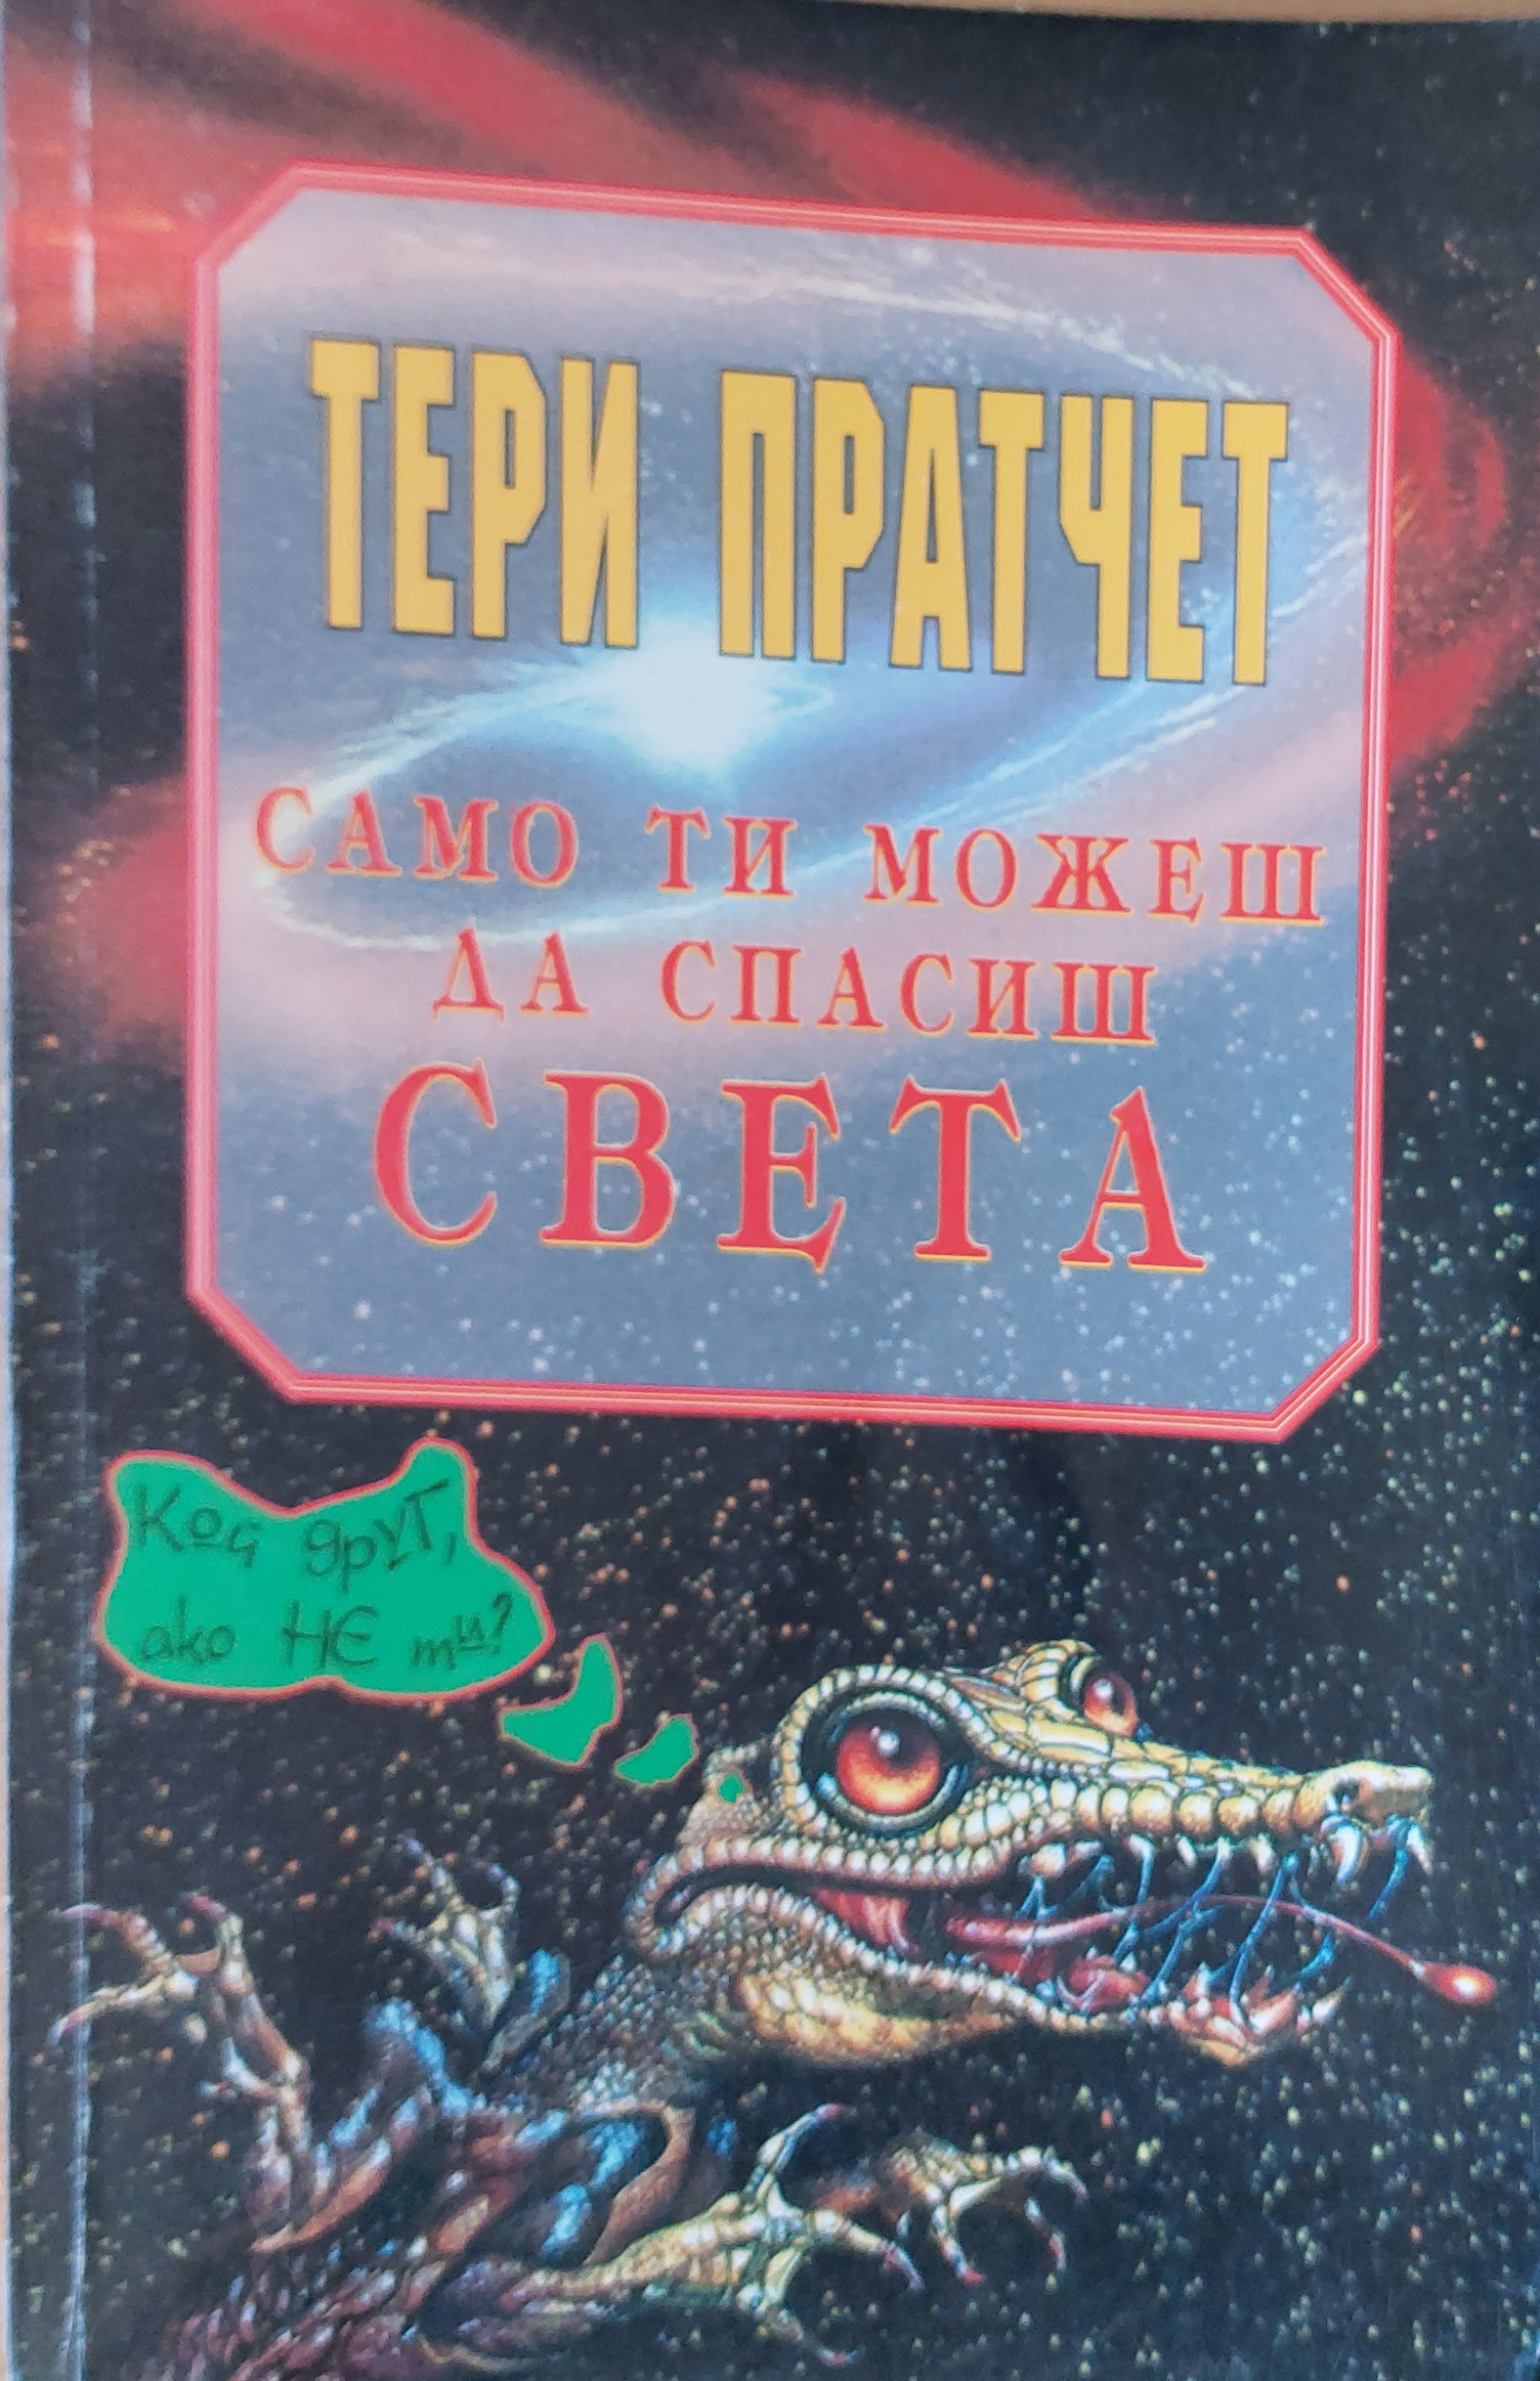 ТЕРИ ПРАТЧЕТ
САМО ТИ МОЖЕШ
ДА СПАСИШ
СВЕТА
Кой друг,
ако НЕ ти?